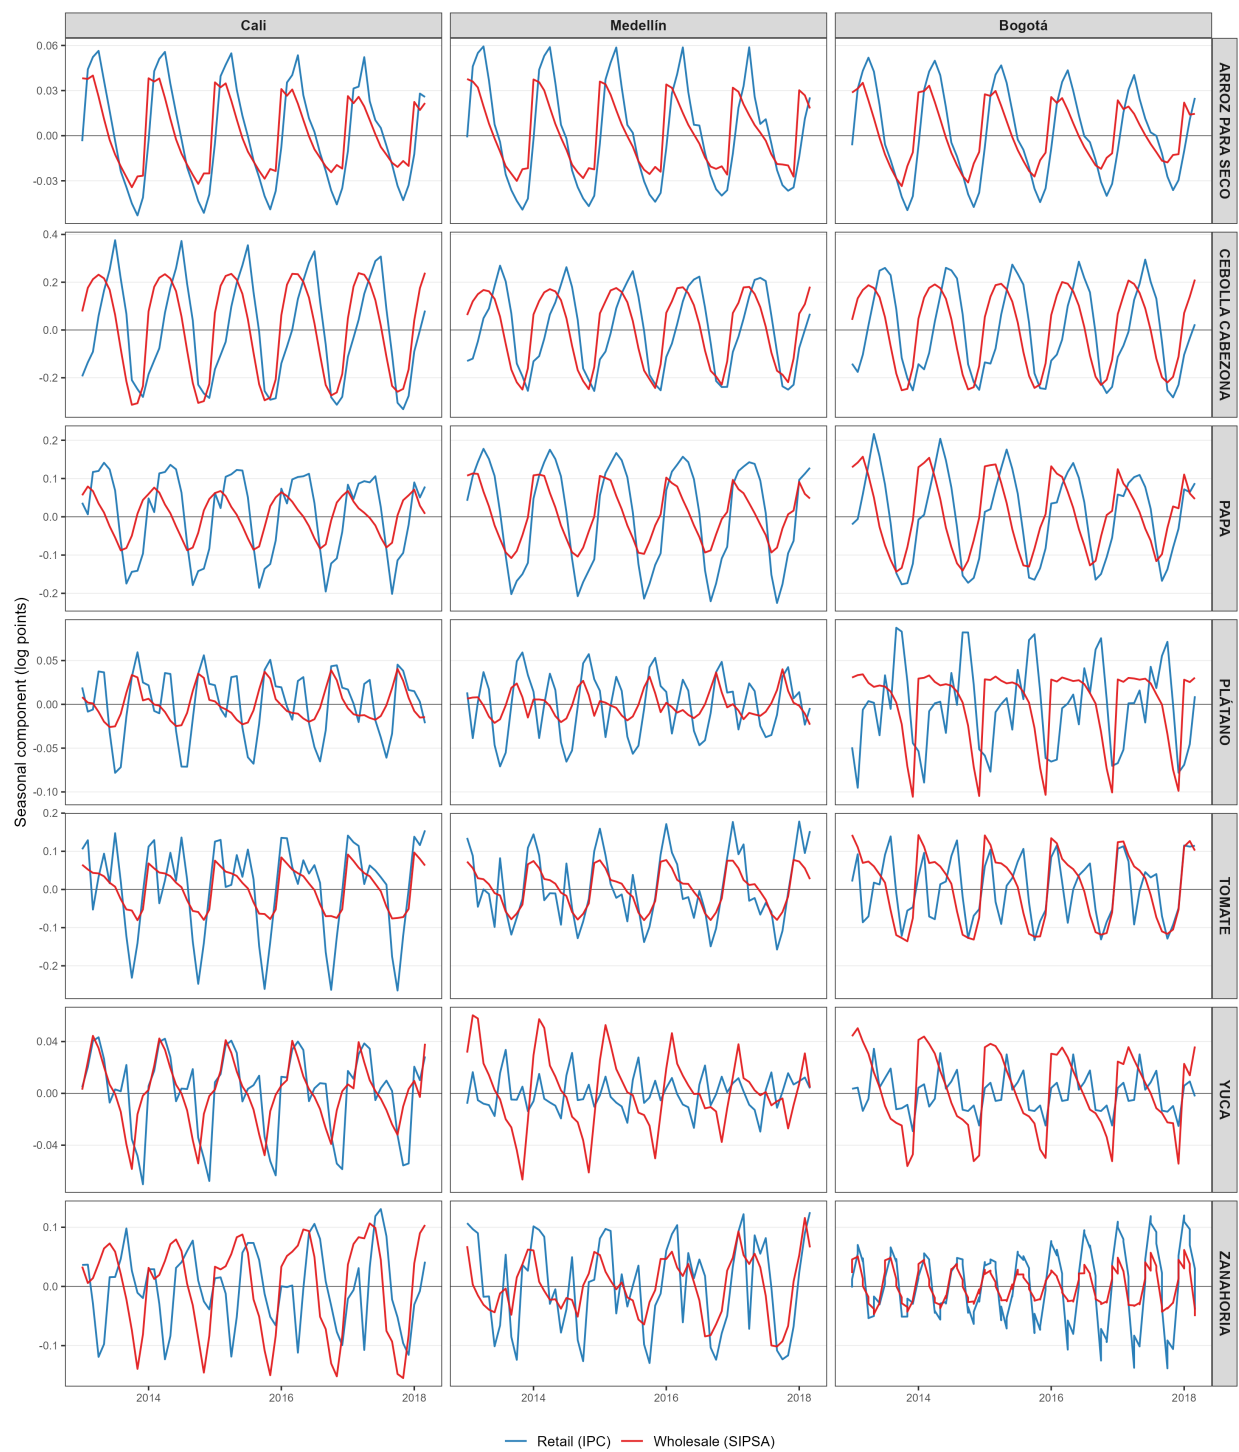 Cali
Medellín
Bogotá
0.06
0.03
0.00
-0.03
ARROZ PARA SECO
0.4
0.2
0.0
-0.2
CEBOLLA CABEZONA
0.2
0.1
0.0
-0.1
-0.2
PAPA
0.05
0.00
-0.05
-0.10
PLÁTANO
0.2
0.1
0.0
-0.1
-0.2
TOMATE
0.04
0.00
-0.04
YUCA
0.1
0.0
-0.1
ZANAHORIA
Seasonal component (log points)
2014
2016
2018
2014
2016
2018
2014
2016
2018
Retail (IPC)
Wholesale (SIPSA)